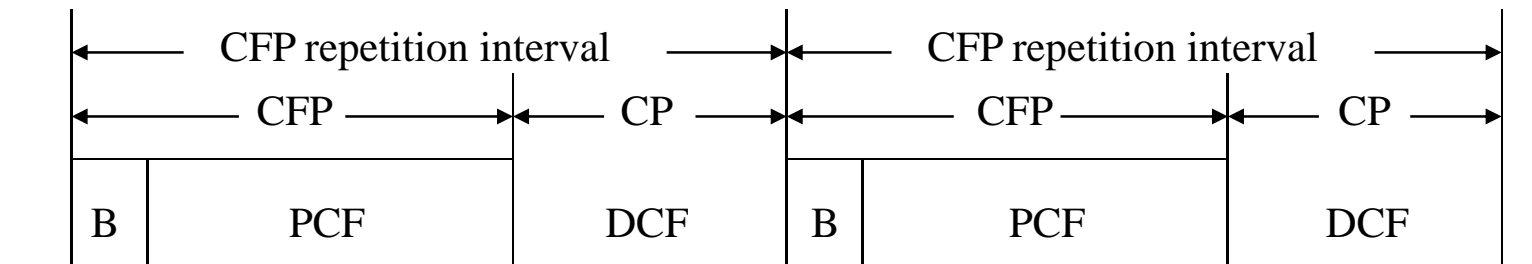 CFP repetition interval CFP repetition interval
CFP CP CFP CP
B PCF DCF B PCF DCF